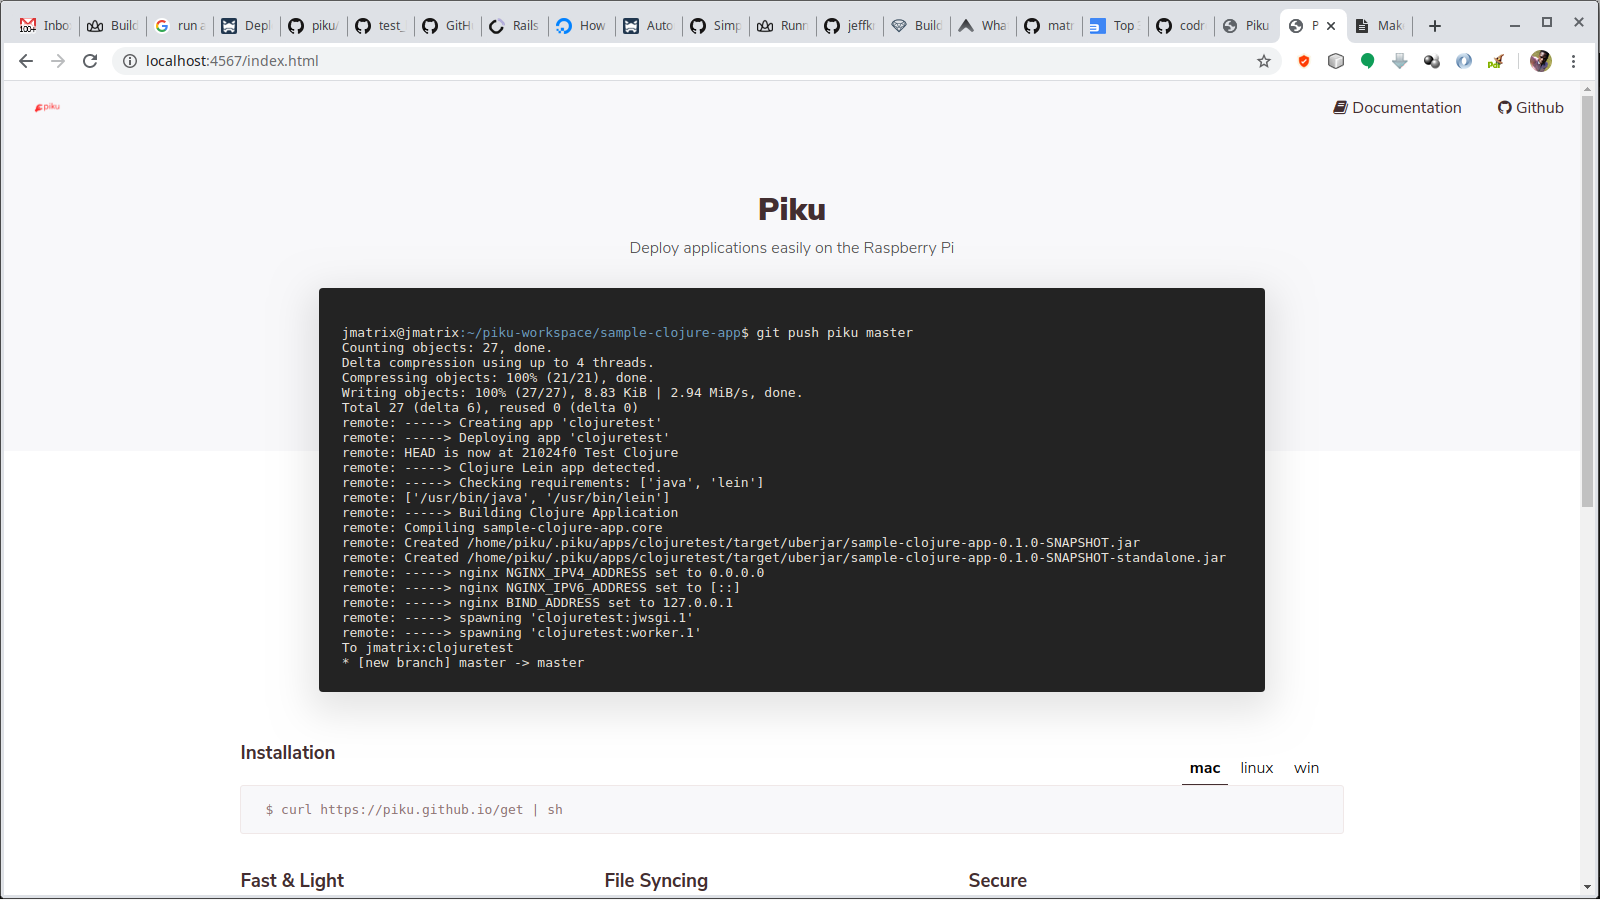 Inbo
Build
run a
Depl
piku/
test_
GitHu
Rails
How
Auto
Simp
Runn
jeffkr
Build
Wha
matr
Top
codr
Piku
P
Mak
localhost:4567/index.html
piku
Documentation
Github
Piku
Deploy applications easily on the Raspberry Pi
jmatrix@jmatrix:~/piku-workspace/sample-clojure-app$ git push piku master
Counting objects: 27, done.
Delta compression using up to 4 threads.
Compressing objects: 100% (21/21), done.
Writing objects: 100% (27/27), 8.83 KiB | 2.94 MiB/s, done.
Total 27 (delta 6), reused 0 (delta 0)
remote: -----> Creating app 'clojuretest'
remote: -----> Deploying app 'clojuretest'
remote: HEAD is now at 21024f0 Test Clojure
remote: -----> Clojure Lein app detected.
remote: -----> Checking requirements: ['java', 'lein']
remote: ['/usr/bin/java', '/usr/bin/lein']
remote: -----> Building Clojure Application
remote: Compiling sample-clojure-app.core
remote: Created /home/piku/.piku/apps/clojuretest/target/uberjar/sample-clojure-app-0.1.0-SNAPSHOT.jar
remote: Created /home/piku/.piku/apps/clojuretest/target/uberjar/sample-clojure-app-0.1.0-SNAPSHOT-standalone.jar
remote: -----> nginx NGINX_IPV4_ADDRESS set to 0.0.0.0
remote: -----> nginx NGINX_IPV6_ADDRESS set to [::]
remote: -----> nginx BIND_ADDRESS set to 127.0.0.1
remote: -----> spawning 'clojuretest:jwsgi.1'
remote: -----> spawning 'clojuretest:worker.1'
To jmatrix:clojuretest
* [new branch] master -> master
Installation
mac
linux
win
$ curl https://piku.github.io/get | sh
Fast & Light
File Syncing
Secure